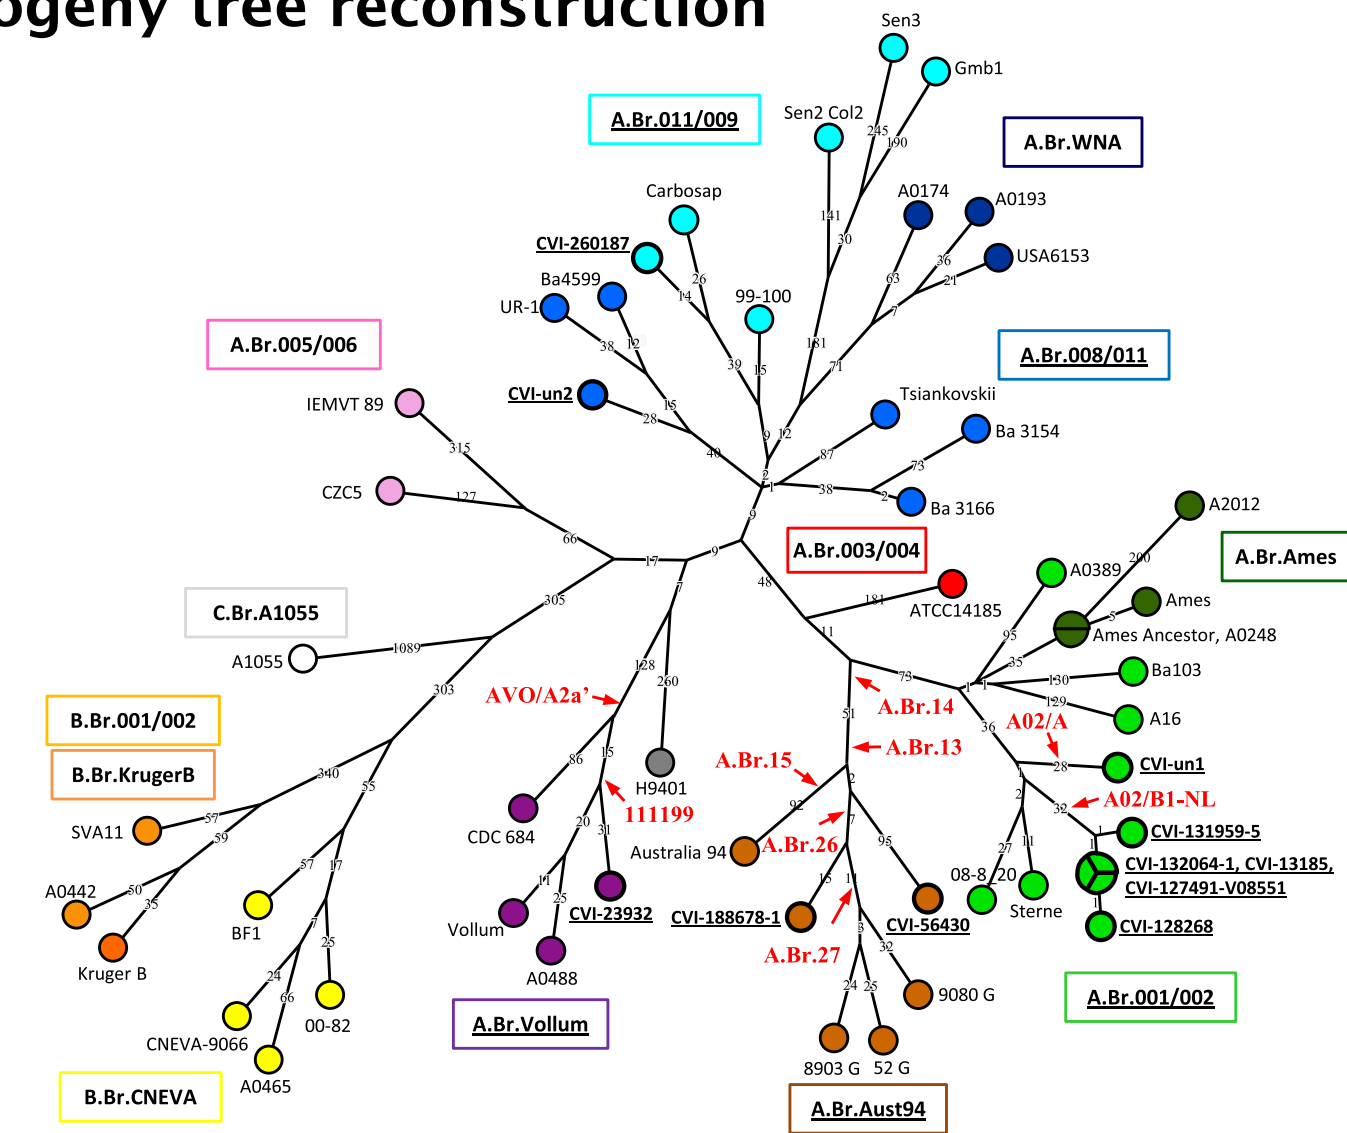 ogeny tree reconstruction
Sen3
Gmb1
A.Br.011/009
Sen2 Col2
245
190
A.Br.WNA
Carbosap
A0174
A0193
141
30
CVI-260187
USA6153
36
26
63
21
Ba4599
14
99-100
UR-1
7
38
12
181
A.Br.005/006
39
15
71
A.Br.008/011
CVI-un2
15
Tsiankovskii
IEMVT 89
28
9
12
Ba 3154
315
40
87
73
2
1
38
2
CZC5
127
Ba 3166
A2012
9
66
17
9
A.Br.003/004
A.Br.Ames
200
A0389
48
7
181
ATCC14185
Ames
5
C.Br.A1055
305
11
95
Ames Ancestor, A0248
A1055
1089
35
128
260
73
1
1
130
Ba103
303
AVO/A2a’
129
A.Br.14
A16
B.Br.001/002
51
36
A02/A
A.Br.13
15
86
A.Br.15
B.Br.KrugerB
340
H9401
1
28
CVI-un1
55
2
57
92
2
32
A02/B1-NL
SVA11
CDC 684
111199
20
31
7
59
A.Br.26
95
1
CVI-131959-5
27
11
1
Australia 94
57
17
CVI-132064-1, CVI-13185,
A0442
50
11
15
11
08-8_20
CVI-127491-V08551
35
25
BF1
CVI-23932
CVI-188678-1
CVI-56430
Sterne
1
Vollum
7
25
3
32
CVI-128268
Kruger B
A.Br.27
24
A0488
66
24
25
9080 G
A.Br.001/002
00-82
A.Br.Vollum
CNEVA-9066
8903 G
52 G
A0465
B.Br.CNEVA
A.Br.Aust94